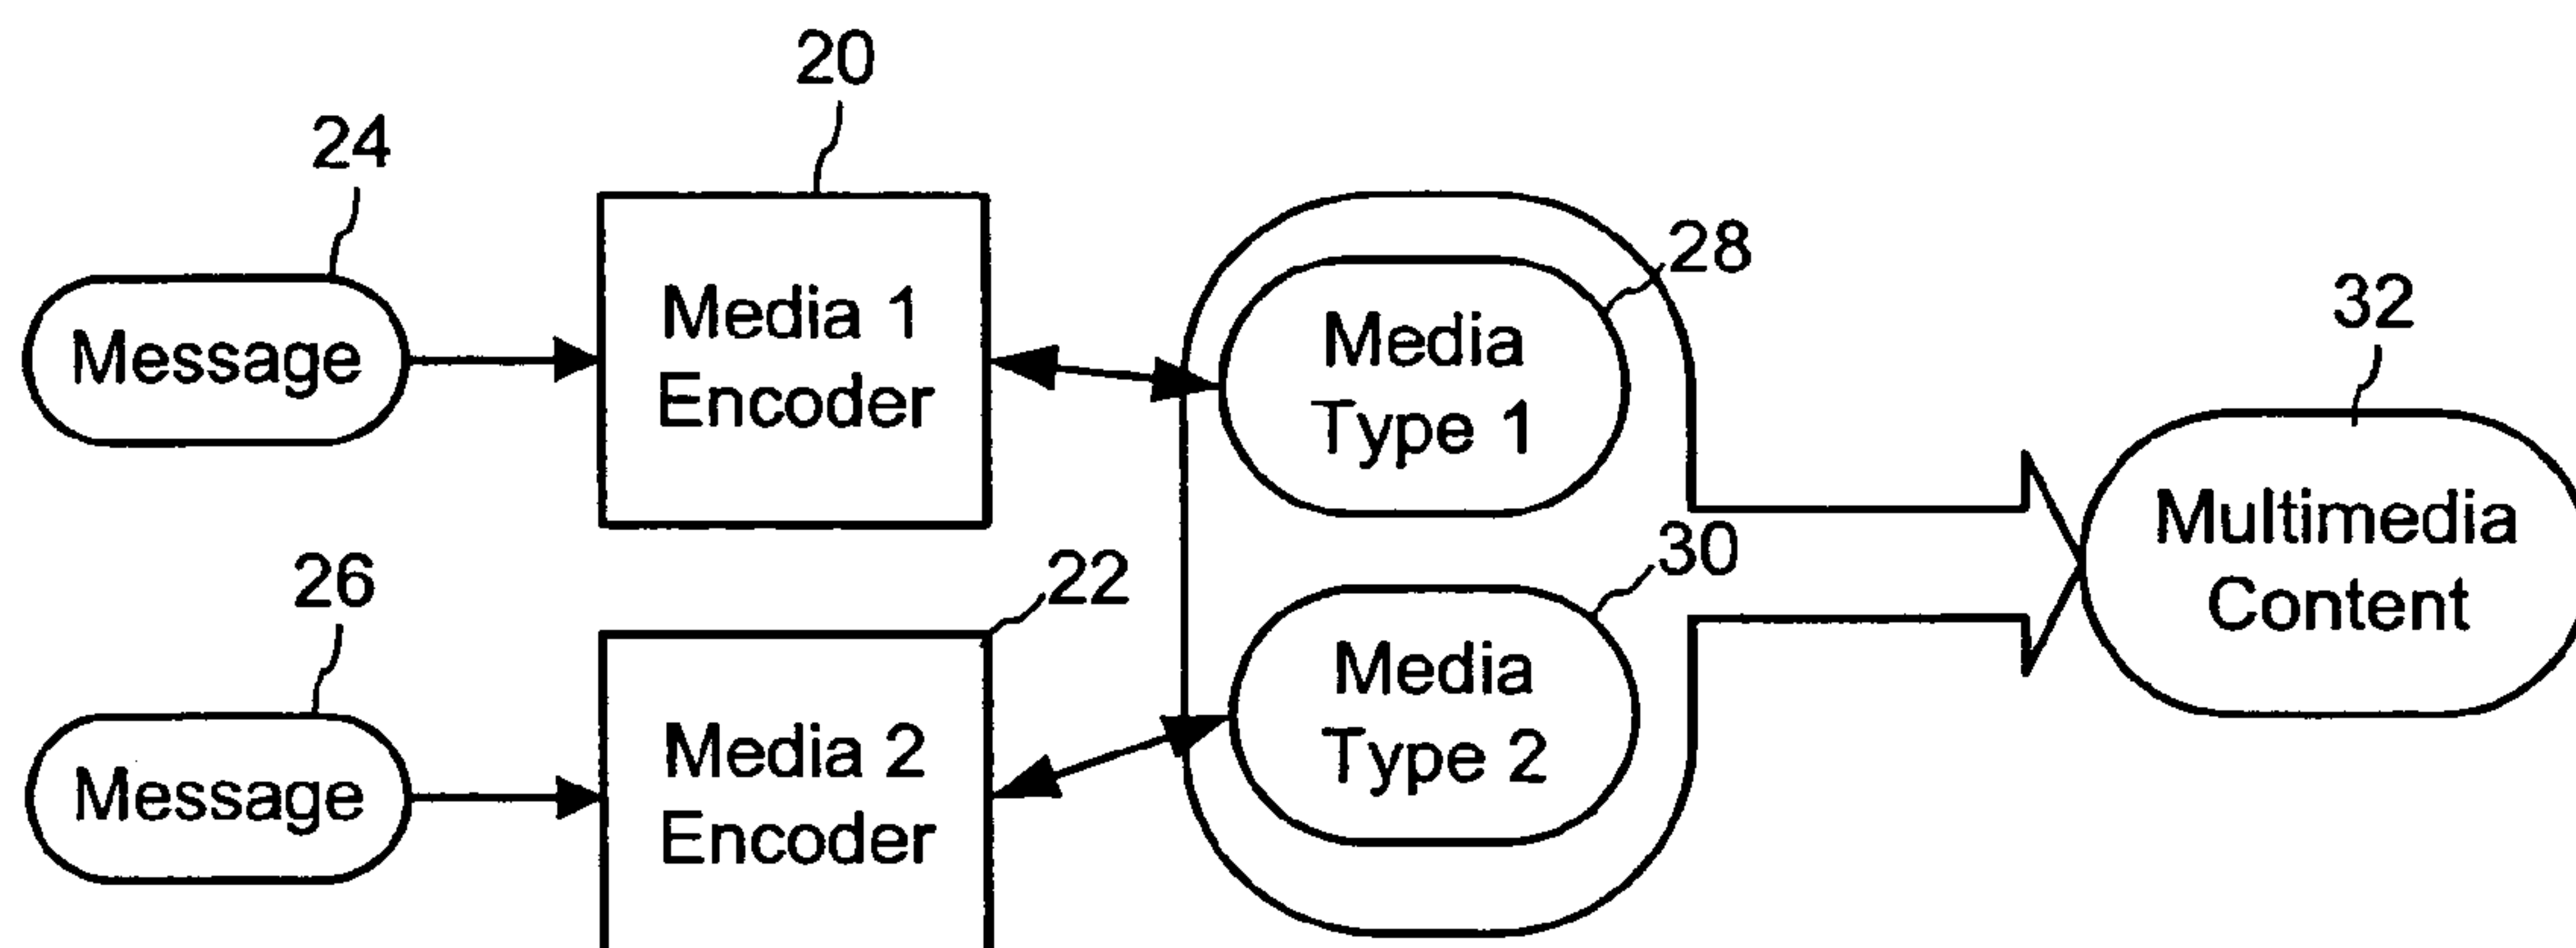 20
24
Message
Media 1
Encoder
28
Media
Type 1
32
Multimedia
Content
26
Message
22
Media 2
Encoder
30
Media
Type 2